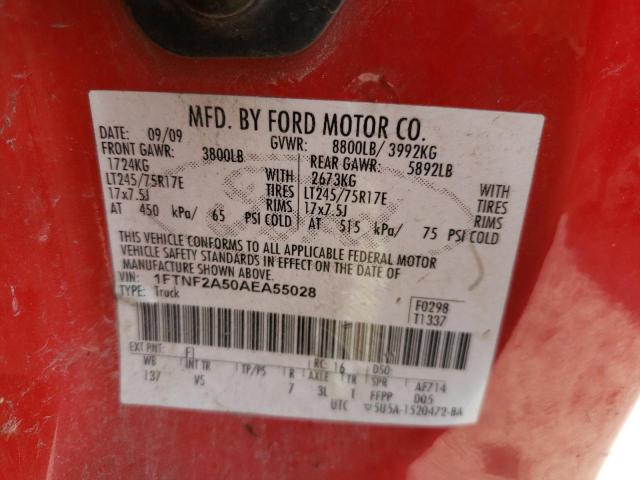 MFD. BY FORD MOTOR CO.
DATE: 09/09 GVWR: 8800LB/ 3992KG
FRONT GAWR: 3800LB REAR GAWR: 5892LB
1724KG WITH 2673KG WITH
LT245/75R17E TIRES LT245/75R17E TIRES
17x7.5J RIMS 17x7.5J RIMS
AT 450 kPa/ 65 PSI COLD AT 515 kPa/ 75 PSI COLD
THIS VEHICLE CONFORMS TO ALL APPLICABLE FEDERAL MOTOR
VEHICLE SAFETY STANDARDS IN EFFECT ON THE DATE OF
MANUFACTURE SHOWN ABOVE.
VIN: 1FTNF2A50AEA55028
TYPE: Truck
F0298
T1337
EXT PNT: F1 RC: 16 DSO:
WB INT TR TP/PS R AXLE TR SPR AF714
137 VS 7 3L I FFPP D05
UTC 5U5A-1520472-BA